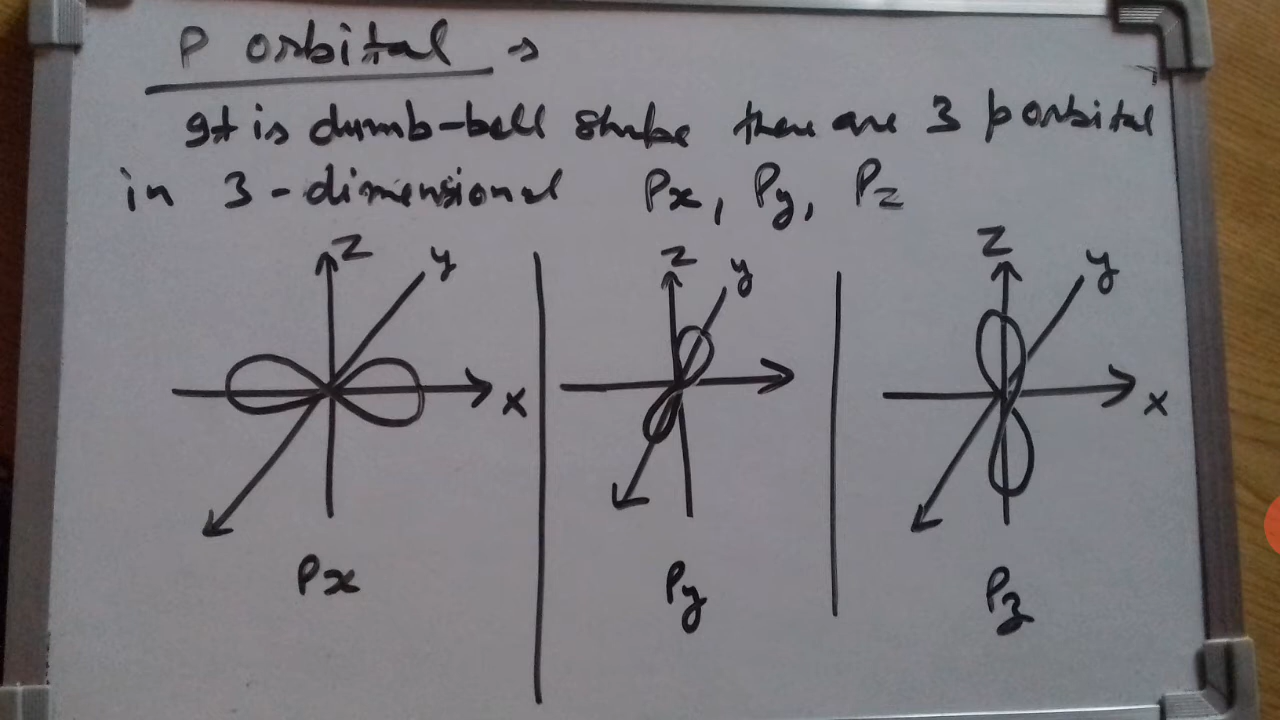 P orbital →
It is dumb-bell shape there are 3 p orbital
in 3-dimensional Px, Py, Pz
z y
x
Px
z y
Py
z y
x
Pz